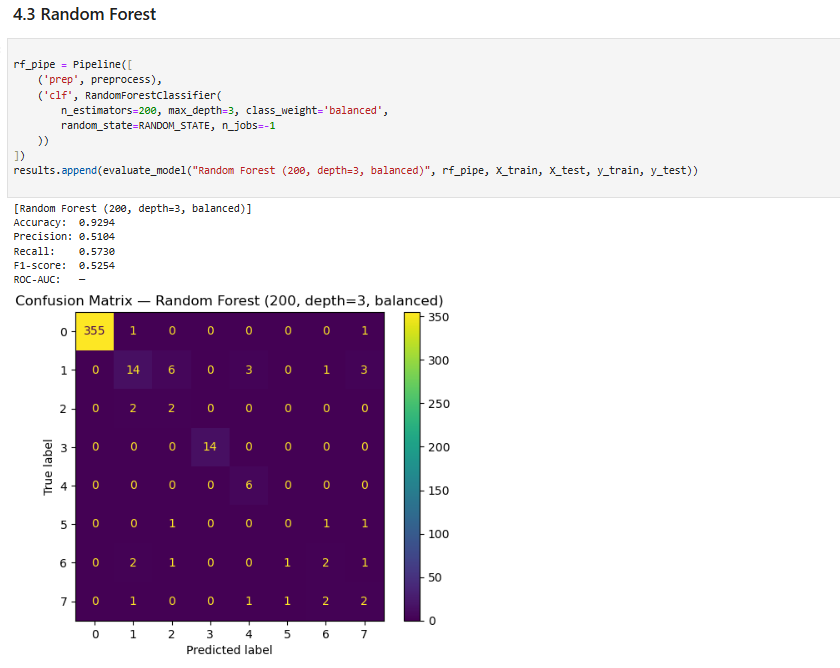 4.3 Random Forest
rf_pipe = Pipeline([
('prep', preprocess),
('clf', RandomForestClassifier(
n_estimators=200, max_depth=3, class_weight='balanced',
random_state=RANDOM_STATE, n_jobs=-1
))
])
results.append(evaluate_model("Random Forest (200, depth=3, balanced)", rf_pipe, X_train, X_test, y_train, y_test))
[Random Forest (200, depth=3, balanced)]
Accuracy: 0.9294
Precision: 0.5104
Recall: 0.5730
F1-score: 0.5254
ROC-AUC: —
Confusion Matrix — Random Forest (200, depth=3, balanced)
0 355 1 0 0 0 0 0 1
1 0 14 6 0 3 0 1 3
2 0 2 2 0 0 0 0 0
3 0 0 0 14 0 0 0 0
4 0 0 0 0 6 0 0 0
5 0 0 1 0 0 0 1 1
6 0 2 1 0 0 1 2 1
7 0 1 0 0 1 1 2 2
0 1 2 3 4 5 6 7
Predicted label
True label
350
300
250
200
150
100
50
0